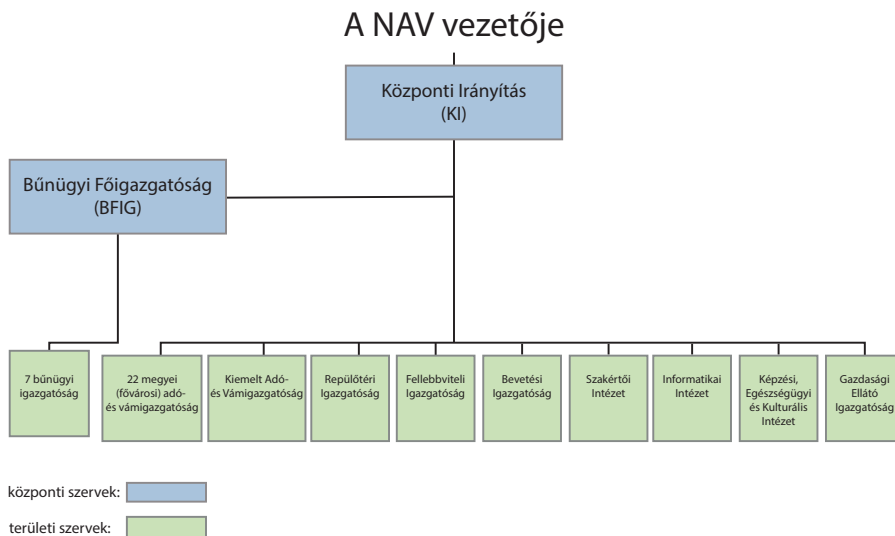 A NAV vezetője
Központi Irányítás
(KI)
Bűnügyi Főigazgatóság
(BFIG)
7 bűnügyi
igazgatóság
22 megyei
(fővárosi) adó-
és vámigazgatóság
Kiemelt Adó-
és Vámigazgatóság
Repülőtéri
Igazgatóság
Fellebbviteli
Igazgatóság
Bevetési
Igazgatóság
Szakértői
Intézet
Informatikai
Intézet
Képzési,
Egészségügyi
és Kulturális
Intézet
Gazdasági
Ellátó
Igazgatóság
központi szervek:
területi szervek: